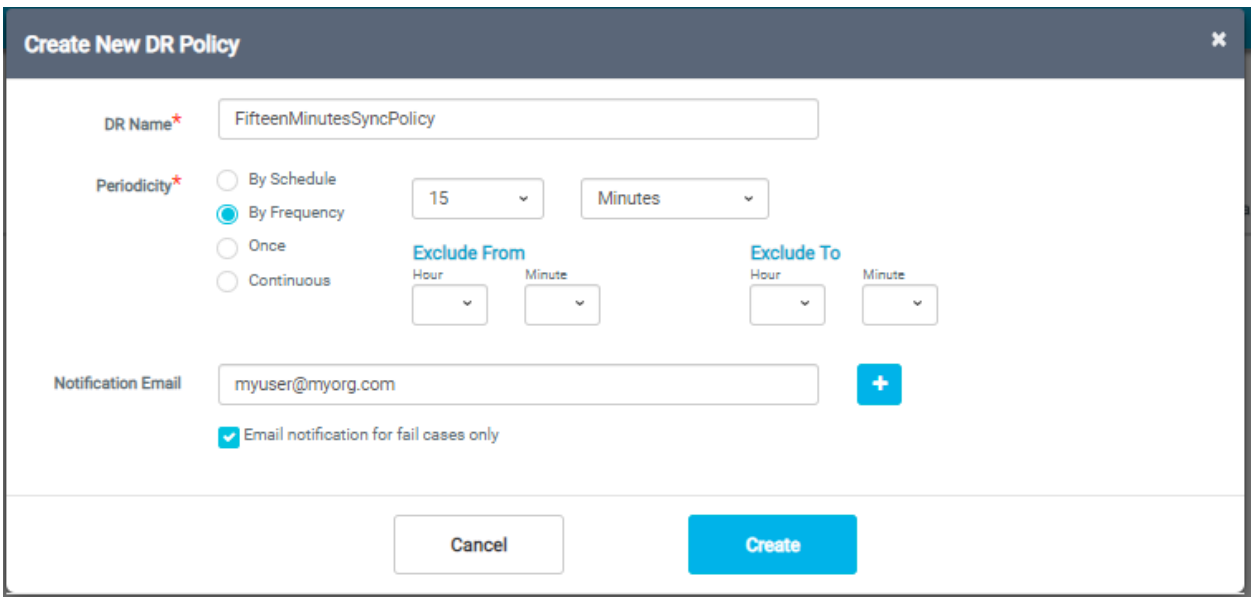 Create New DR Policy ×
DR Name* FifteenMinutesSyncPolicy
Periodicity* By Schedule
15 Minutes
By Frequency
Once
Exclude From Exclude To
Hour Minute Hour Minute
Continuous
Notification Email myuser@myorg.com +
Email notification for fail cases only
Cancel Create